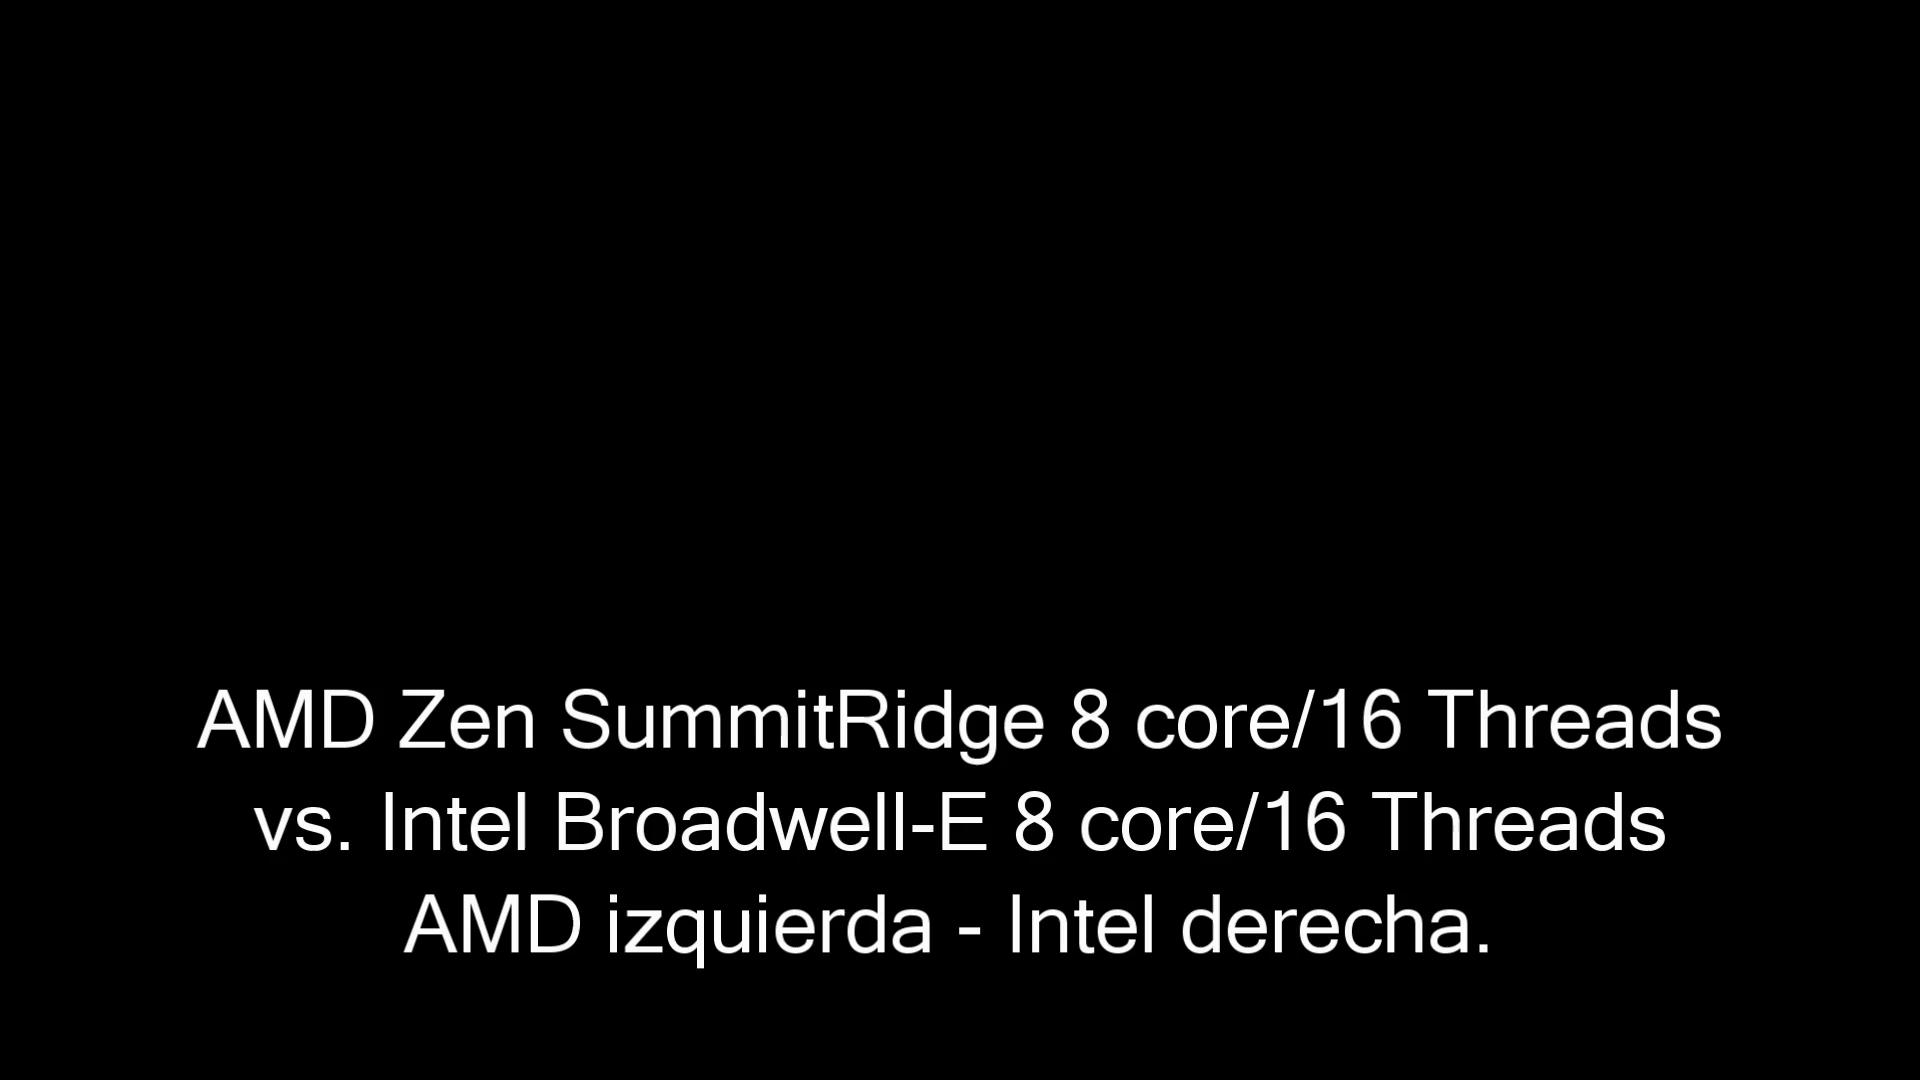 AMD Zen SummitRidge 8 core/16 Threads
vs. Intel Broadwell-E 8 core/16 Threads
AMD izquierda - Intel derecha.